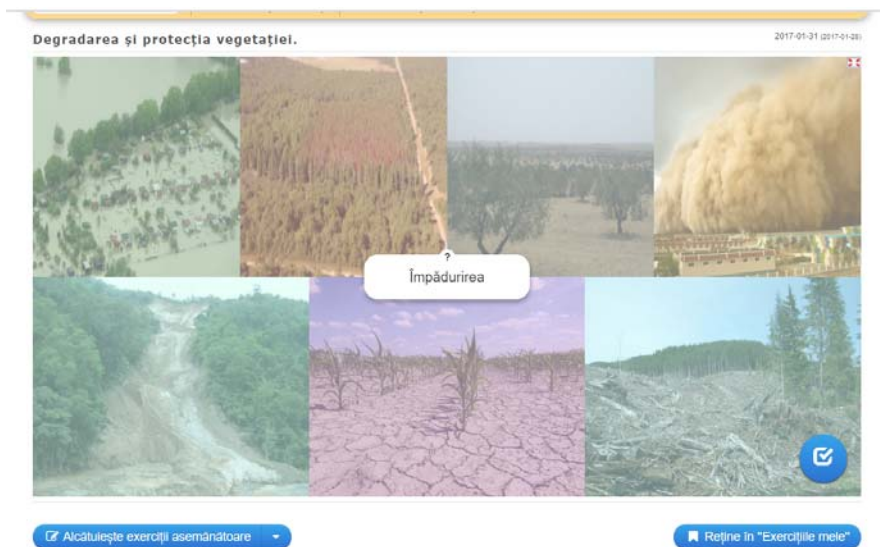 Degradarea și protecția vegetației.
2017-01-31 (2017-01-28)
?
Împădurirea
Alcătuiește exerciții asemănătoare
Reține în "Exercițiile mele"